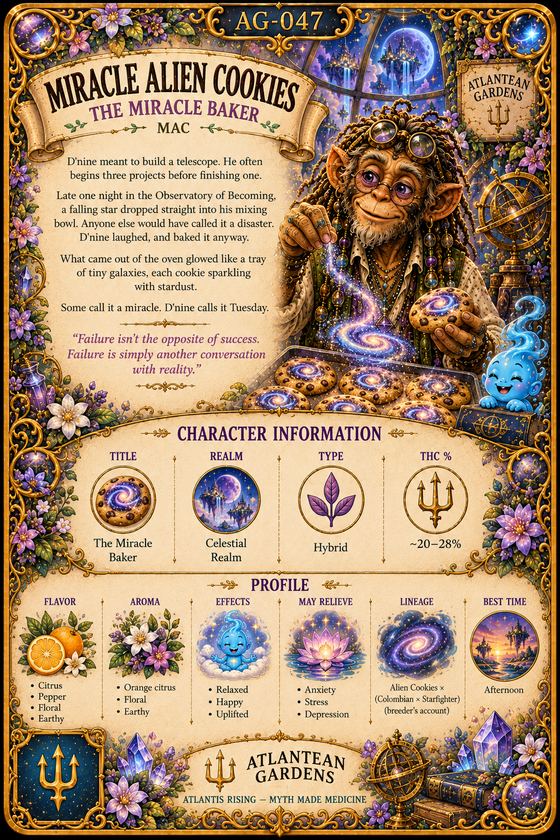 AG-047
MIRACLE ALIEN COOKIES
THE MIRACLE BAKER
MAC
ATLANTEAN
GARDENS
D'nine meant to build a telescope. He often
begins three projects before finishing one.
Late one night in the Observatory of Becoming,
a falling star dropped straight into his mixing
bowl. Anyone else would have called it a disaster.
D'nine laughed, and baked it anyway.
What came out of the oven glowed like a tray
of tiny galaxies, each cookie sparkling
with stardust.
Some call it a miracle. D'nine calls it Tuesday.
“Failure isn't the opposite of success.
Failure is simply another conversation
with reality.”
CHARACTER INFORMATION
TITLE
The Miracle
Baker
REALM
Celestial
Realm
TYPE
Hybrid
THC %
~20–28%
PROFILE
FLAVOR
• Citrus
• Pepper
• Floral
• Earthy
AROMA
• Orange citrus
• Floral
• Earthy
EFFECTS
• Relaxed
• Happy
• Uplifted
MAY RELIEVE
• Anxiety
• Stress
• Depression
LINEAGE
Alien Cookies ×
(Colombian × Starfighter)
(breeder's account)
BEST TIME
Afternoon
ATLANTEAN
GARDENS
ATLANTIS RISING — MYTH MADE MEDICINE